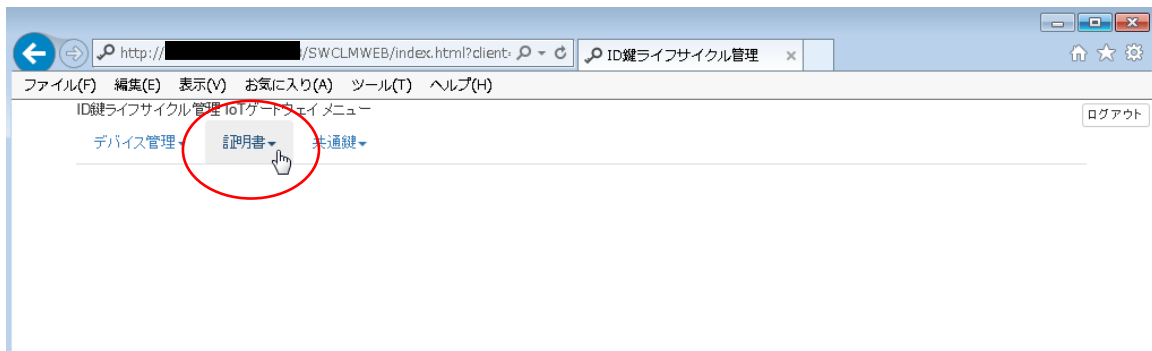 http:// /SWCLMWEB/index.html?client= ID鍵ライフサイクル管理
ファイル(F) 編集(E) 表示(V) お気に入り(A) ツール(T) ヘルプ(H)
ID鍵ライフサイクル管理 IoTゲートウェイ メニュー ログアウト
デバイス管理 証明書 共通鍵